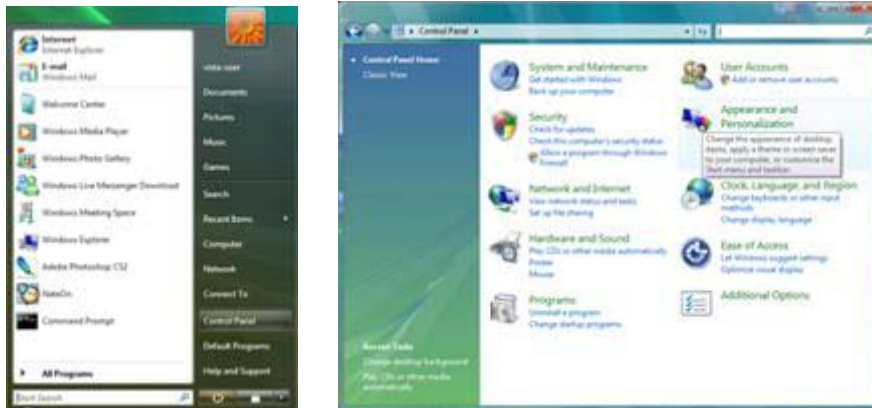 Internet
Internet Explorer
E-mail
Windows Mail
Welcome Center
Windows Media Player
Windows Photo Gallery
Windows Live Messenger Download
Windows Meeting Space
Windows Explorer
Adobe Photoshop CS2
NateOn
Command Prompt
All Programs
Start Search
vista user
Documents
Pictures
Music
Games
Search
Recent Items
Computer
Network
Connect To
Control Panel
Default Programs
Help and Support
Control Panel
Control Panel Home
Classic View
System and Maintenance
Get started with Windows
Back up your computer
Security
Check for updates
Check this computer's security status
Allow a program through Windows
Firewall
Network and Internet
View network status and tasks
Set up file sharing
Hardware and Sound
Play CDs or other media automatically
Printer
Mouse
Programs
Uninstall a program
Change startup programs
User Accounts
Add or remove user accounts
Appearance and
Personalization
Change the appearance of desktop
items, apply a theme or screen saver
to your computer, or customize the
Start menu and taskbar.
Clock, Language, and Region
Change keyboards or other input
methods
Change display language
Ease of Access
Let Windows suggest settings
Optimize visual display
Additional Options
Recent Tasks
Change desktop background
Play CDs or other media
automatically